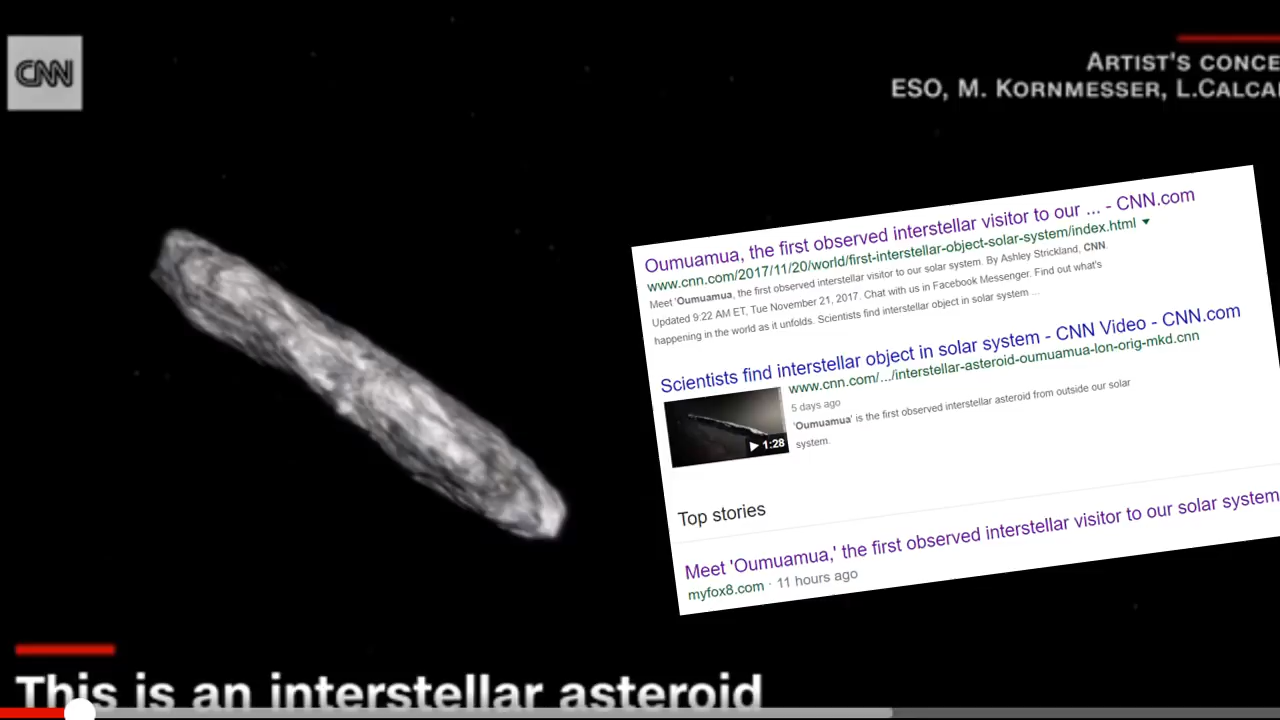 CNN
ARTIST'S CONCE
ESO, M. KORNMESSER, L.CALCA
Oumuamua, the first observed interstellar visitor to our ... - CNN.com
www.cnn.com/2017/11/20/world/first-interstellar-object-solar-system/index.html
Meet 'Oumuamua, the first observed interstellar visitor to our solar system. By Ashley Strickland, CNN.
Updated 9:22 AM ET, Tue November 21, 2017. Chat with us in Facebook Messenger. Find out what's
happening in the world as it unfolds. Scientists find interstellar object in solar system ...
Scientists find interstellar object in solar system - CNN Video - CNN.com
www.cnn.com/.../interstellar-asteroid-oumuamua-lon-orig-mkd.cnn
5 days ago
'Oumuamua' is the first observed interstellar asteroid from outside our solar
system.
1:28
Top stories
Meet 'Oumuamua,' the first observed interstellar visitor to our solar system
myfox8.com · 11 hours ago
This is an interstellar asteroid